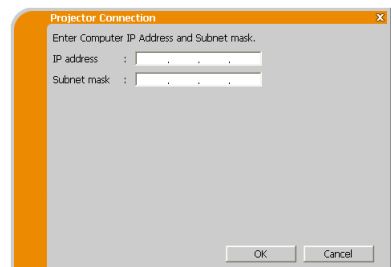 Projector Connection
Enter Computer IP Address and Subnet mask.
IP address : . . .
Subnet mask : . . .
OK Cancel